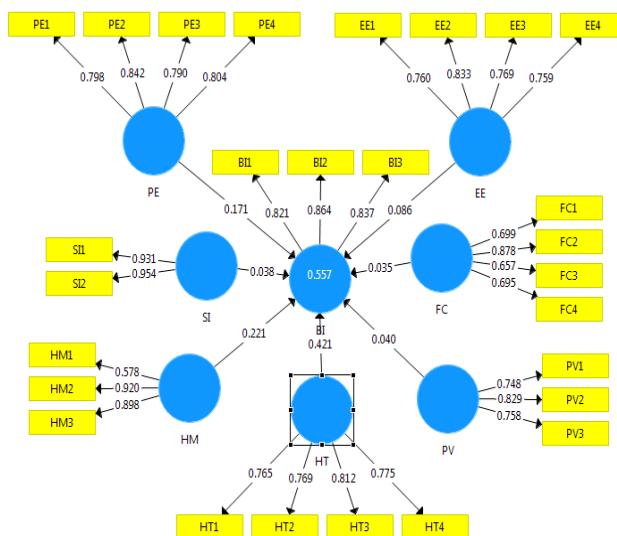 PE1 PE2 PE3 PE4
EE1 EE2 EE3 EE4
0.798 0.842 0.790 0.804
0.760 0.833 0.769 0.759
PE
EE
BI1 BI2 BI3
0.171
0.821 0.864 0.837
0.086
SI1
SI2
0.931
0.954
SI
0.038
0.557
BI
0.035
FC
0.699
0.878
0.657
0.695
FC1
FC2
FC3
FC4
HM1
HM2
HM3
0.578
0.920
0.898
HM
0.221
0.421
0.040
PV
0.748
0.829
0.758
PV1
PV2
PV3
HT
0.765 0.769 0.812 0.775
HT1 HT2 HT3 HT4